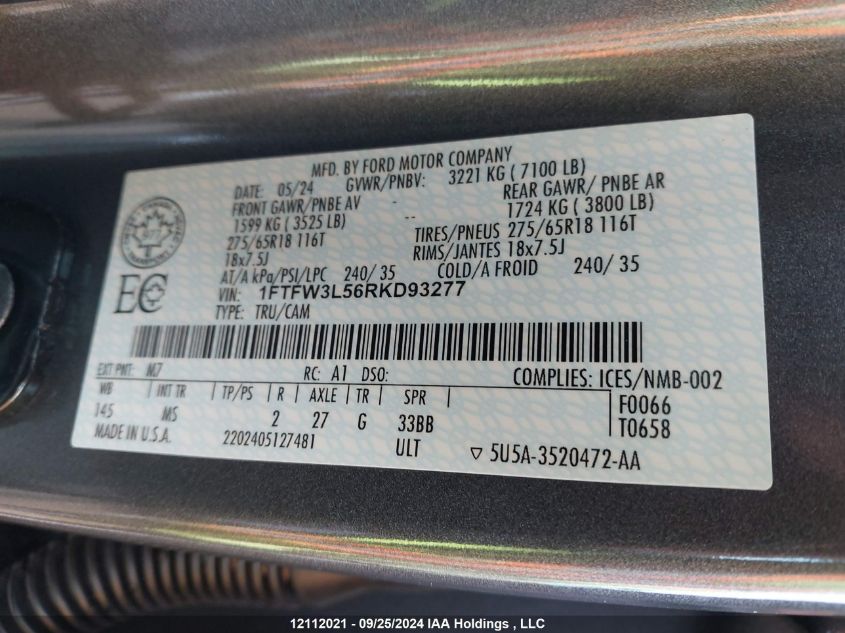 MFD. BY FORD MOTOR COMPANY
DATE: 05/24 GVWR/PNBV: 3221 KG ( 7100 LB)
FRONT GAWR/PNBE AV -- REAR GAWR/ PNBE AR
1599 KG ( 3525 LB) 1724 KG ( 3800 LB)
275/65R18 116T TIRES/PNEUS 275/65R18 116T
18x7.5J RIMS/JANTES 18x7.5J
AT/A kPa/PSI/LPC 240/ 35 COLD/A FROID 240/ 35
EC VIN: 1FTFW3L56RKD93277
TYPE: TRU/CAM
EXT PNT: M7 RC: A1 DSO: COMPLIES: ICES/NMB-002
WB INT TR TP/PS R AXLE TR SPR F0066
145 MS 2 27 G 33BB T0658
MADE IN U.S.A. 2202405127481 ULT 5U5A-3520472-AA
12112021 - 09/25/2024 IAA Holdings , LLC